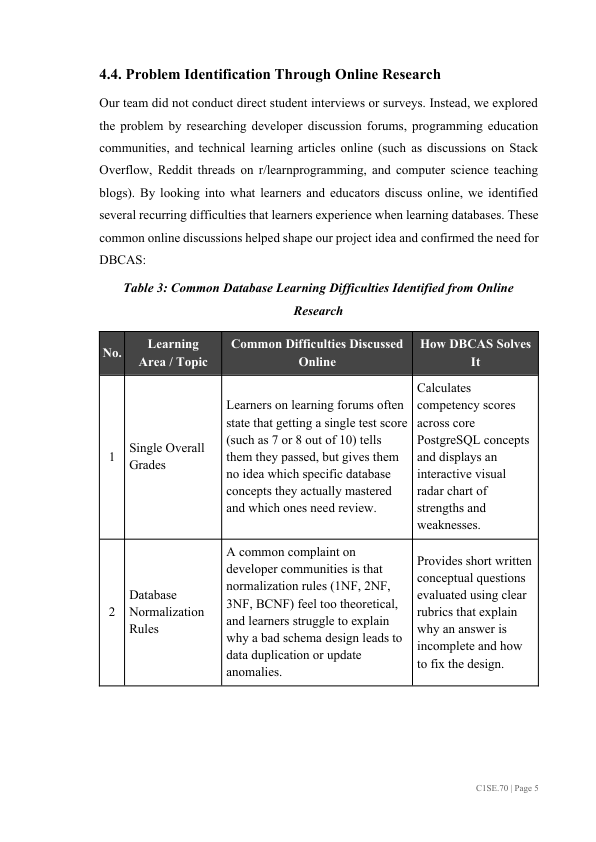 4.4. Problem Identification Through Online Research
Our team did not conduct direct student interviews or surveys. Instead, we explored
the problem by researching developer discussion forums, programming education
communities, and technical learning articles online (such as discussions on Stack
Overflow, Reddit threads on r/learnprogramming, and computer science teaching
blogs). By looking into what learners and educators discuss online, we identified
several recurring difficulties that learners experience when learning databases. These
common online discussions helped shape our project idea and confirmed the need for
DBCAS:
Table 3: Common Database Learning Difficulties Identified from Online
Research
No.
Learning
Area / Topic
Common Difficulties Discussed
Online
How DBCAS Solves
It
1
Single Overall
Grades
Learners on learning forums often
state that getting a single test score
(such as 7 or 8 out of 10) tells
them they passed, but gives them
no idea which specific database
concepts they actually mastered
and which ones need review.
Calculates
competency scores
across core
PostgreSQL concepts
and displays an
interactive visual
radar chart of
strengths and
weaknesses.
2
Database
Normalization
Rules
A common complaint on
developer communities is that
normalization rules (1NF, 2NF,
3NF, BCNF) feel too theoretical,
and learners struggle to explain
why a bad schema design leads to
data duplication or update
anomalies.
Provides short written
conceptual questions
evaluated using clear
rubrics that explain
why an answer is
incomplete and how
to fix the design.
C1SE.70 | Page 5